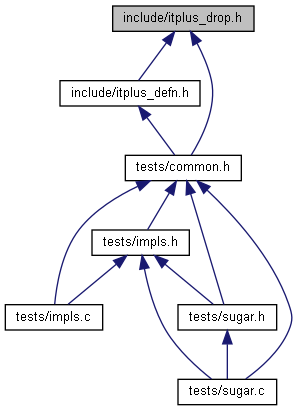 include/itplus_drop.h
include/itplus_defn.h
tests/common.h
tests/impls.h
tests/impls.c
tests/sugar.h
tests/sugar.c